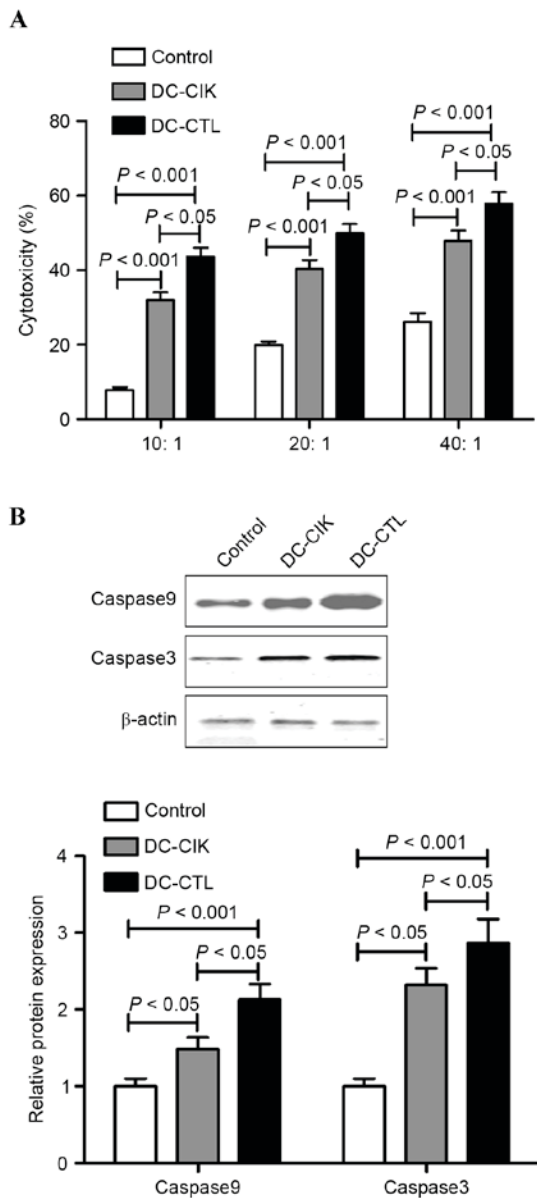 A
Control
DC-CIK
DC-CTL
Cytotoxicity (%)
80
60
40
20
0
P < 0.001
P < 0.05
P < 0.001
P < 0.001
P < 0.05
P < 0.001
P < 0.001
P < 0.05
P < 0.001
10: 1
20: 1
40: 1
B
Control
DC-CIK
DC-CTL
Caspase9
Caspase3
β-actin
Control
DC-CIK
DC-CTL
Relative protein expression
4
3
2
1
0
P < 0.001
P < 0.05
P < 0.05
P < 0.001
P < 0.05
P < 0.05
Caspase9
Caspase3